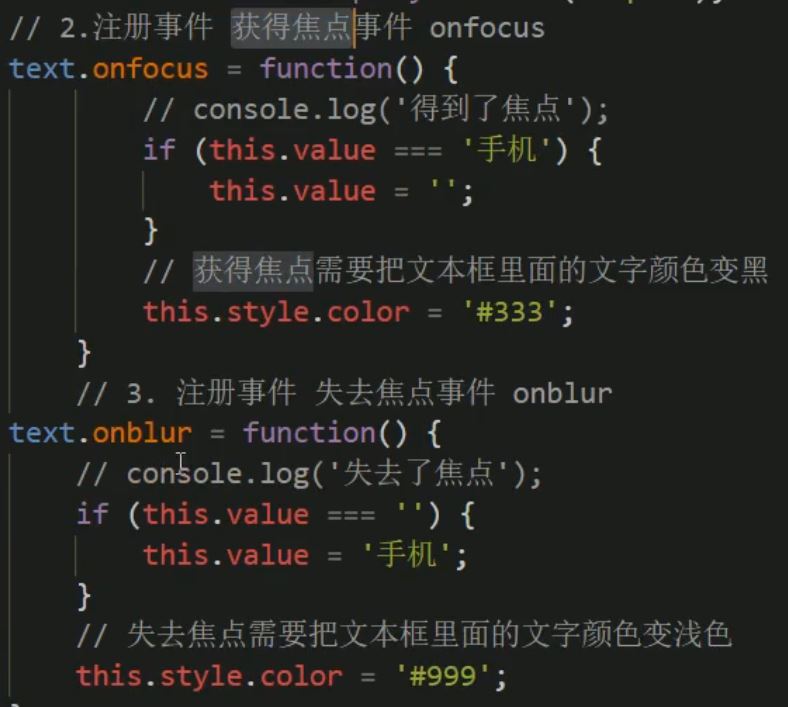 // 2.注册事件 获得焦点事件 onfocus
text.onfocus = function() {
// console.log('得到了焦点');
if (this.value === '手机') {
this.value = '';
}
// 获得焦点需要把文本框里面的文字颜色变黑
this.style.color = '#333';
}
// 3. 注册事件 失去焦点事件 onblur
text.onblur = function() {
// console.log('失去了焦点');
if (this.value === '') {
this.value = '手机';
}
// 失去焦点需要把文本框里面的文字颜色变浅色
this.style.color = '#999';